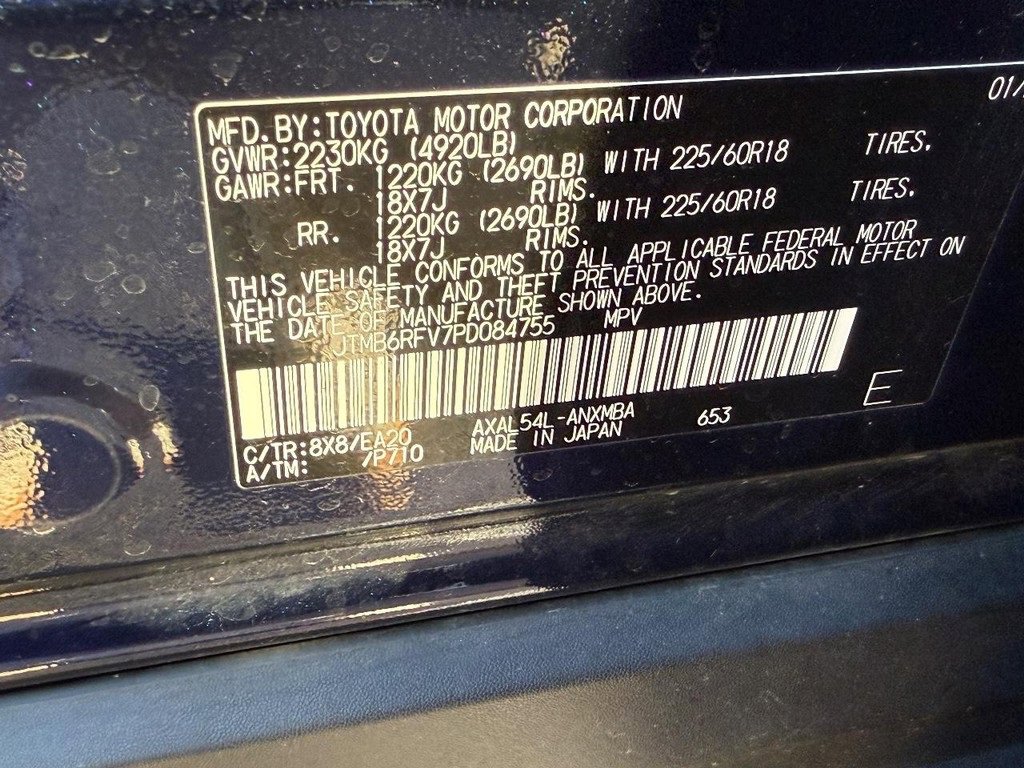 01/
MFD.BY:TOYOTA MOTOR CORPORATION
GVWR:2230KG (4920LB)
GAWR:FRT. 1220KG (2690LB) WITH 225/60R18 TIRES.
18X7J RIMS.
RR. 1220KG (2690LB) WITH 225/60R18 TIRES.
18X7J RIMS.
THIS VEHICLE CONFORMS TO ALL APPLICABLE FEDERAL MOTOR
VEHICLE SAFETY AND THEFT PREVENTION STANDARDS IN EFFECT ON
THE DATE OF MANUFACTURE SHOWN ABOVE.
JTMB6RFV7PD084755 MPV
E
C/TR:8X8/EA20 AXAL54L-ANXMBA 653
A/TM: /P710 MADE IN JAPAN